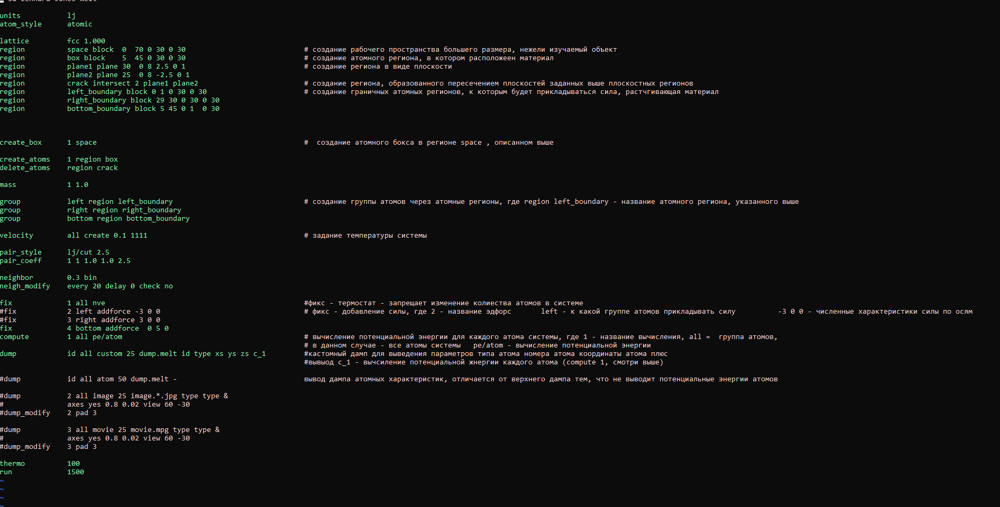 units lj
atom_style atomic
lattice fcc 1.000
region space block 0 70 0 30 0 30 # создание рабочего пространства большего размера, нежели изучаемый объект
region box block 5 45 0 30 0 30 # создание атомного региона, в котором расположеен материал
region plane1 plane 30 0 8 2.5 0 1 # создание региона в виде плоскости
region plane2 plane 25 0 8 -2.5 0 1
region crack intersect 2 plane1 plane2 # создание региона, образованного пересечением плоскостей заданных выше плоскостных регионов
region left_boundary block 0 1 0 30 0 30 # создание граничных атомных регионов, к которым будет прикладываться сила, растчгивающая материал
region right_boundary block 29 30 0 30 0 30
region bottom_boundary block 5 45 0 1 0 30
create_box 1 space # создание атомного бокса в регионе space , описанном выше
create_atoms 1 region box
delete_atoms region crack
mass 1 1.0
group left region left_boundary # создание группы атомов через атомные регионы, где region left_boundary - название атомного региона, указанного выше
group right region right_boundary
group bottom region bottom_boundary
velocity all create 0.1 1111 # задание температуры системы
pair_style lj/cut 2.5
pair_coeff 1 1 1.0 1.0 2.5
neighbor 0.3 bin
neigh_modify every 20 delay 0 check no
fix 1 all nve #фикс - термостат - запрещает изменение колиества атомов в системе
#fix 2 left addforce -3 0 0 # фикс - добавление силы, где 2 - название эдфорс left - к какой группе атомов прикладывать силу -3 0 0 - численные характеристики силы по осям
#fix 3 right addforce 3 0 0
fix 4 bottom addforce 0 5 0
compute 1 all pe/atom # вычисление потенциальной энергии для каждого атома системы, где 1 - название вычисления, all = группа атомов,
# в данном случае - все атомы системы pe/atom - вычисление потенциальной энергии
dump id all custom 25 dump.melt id type xs ys zs c_1 #кастомный дамп для выведения параметров типа атома номера атома координаты атома плюс
#вывыод c_1 - вычсиление потенциальной жнергии каждого атома (compute 1, смотри выше)
#dump id all atom 50 dump.melt - вывод дампа атомных характеристик, отличается от верхнего дампа тем, что не выводит потенциальные энергии атомов
#dump 2 all image 25 image.*.jpg type type &
# axes yes 0.8 0.02 view 60 -30
#dump_modify 2 pad 3
#dump 3 all movie 25 movie.mpg type type &
# axes yes 0.8 0.02 view 60 -30
#dump_modify 3 pad 3
thermo 100
run 1500
~
~
~
~